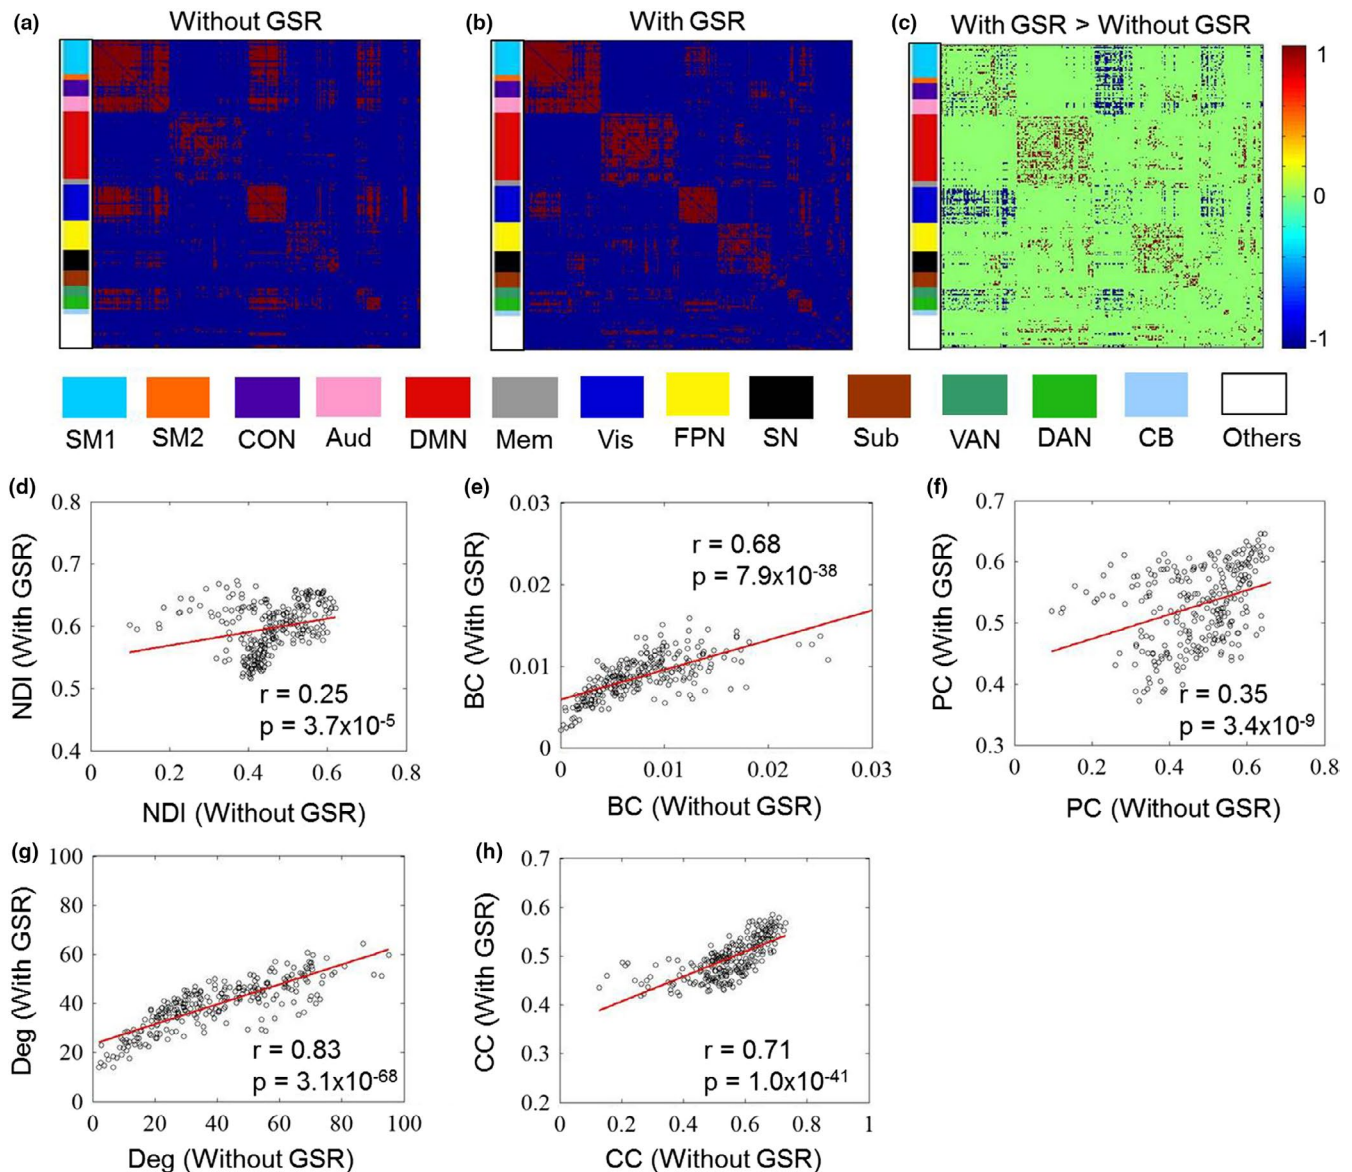 (a) Without GSR
(b) With GSR
(c) With GSR > Without GSR
1
0
-1
SM1 SM2 CON Aud DMN Mem Vis FPN SN Sub VAN DAN CB Others
(d)
NDI (With GSR)
0.8
0.7
0.6
0.5
0.4
r = 0.25
p = 3.7x10-5
0 0.2 0.4 0.6 0.8
NDI (Without GSR)
(e)
BC (With GSR)
0.03
0.02
0.01
0
r = 0.68
p = 7.9x10-38
0 0.01 0.02 0.03
BC (Without GSR)
(f)
PC (With GSR)
0.7
0.6
0.5
0.4
0.3
r = 0.35
p = 3.4x10-9
0 0.2 0.4 0.6 0.8
PC (Without GSR)
(g)
Deg (With GSR)
100
80
60
40
20
0
r = 0.83
p = 3.1x10-68
0 20 40 60 80 100
Deg (Without GSR)
(h)
CC (With GSR)
0.7
0.6
0.5
0.4
0.3
0.2
r = 0.71
p = 1.0x10-41
0 0.2 0.4 0.6 0.8 1
CC (Without GSR)